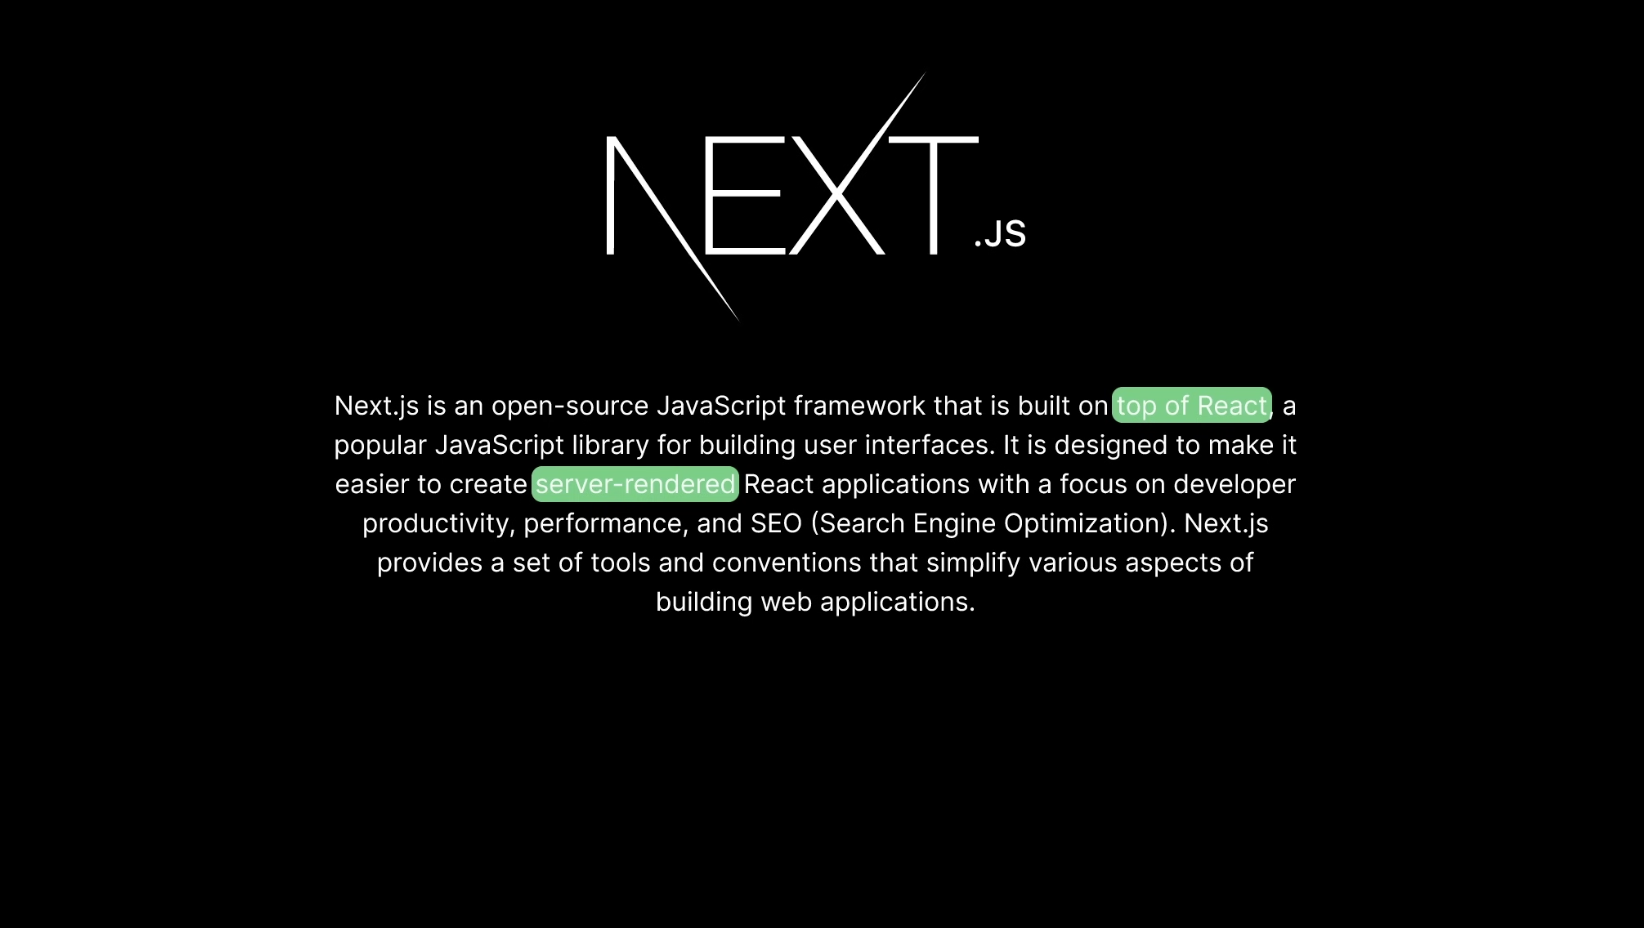 NEXT.JS
Next.js is an open-source JavaScript framework that is built on top of React, a
popular JavaScript library for building user interfaces. It is designed to make it
easier to create server-rendered React applications with a focus on developer
productivity, performance, and SEO (Search Engine Optimization). Next.js
provides a set of tools and conventions that simplify various aspects of
building web applications.